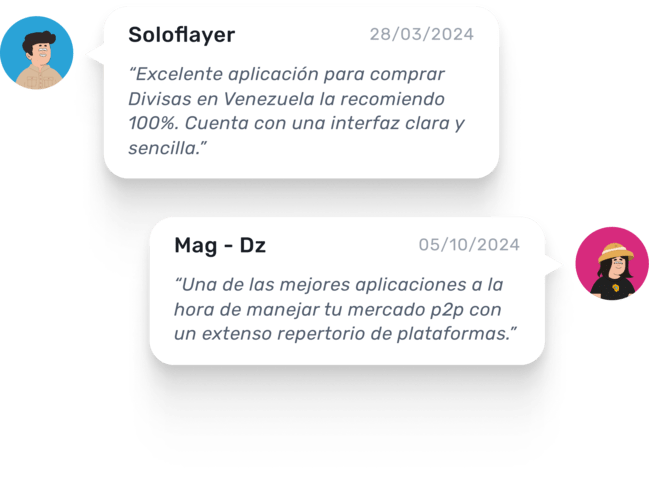 Soloflayer
28/03/2024
“Excelente aplicación para comprar
Divisas en Venezuela la recomiendo
100%. Cuenta con una interfaz clara y
sencilla.”
Mag - Dz
05/10/2024
“Una de las mejores aplicaciones a la
hora de manejar tu mercado p2p con
un extenso repertorio de plataformas.”